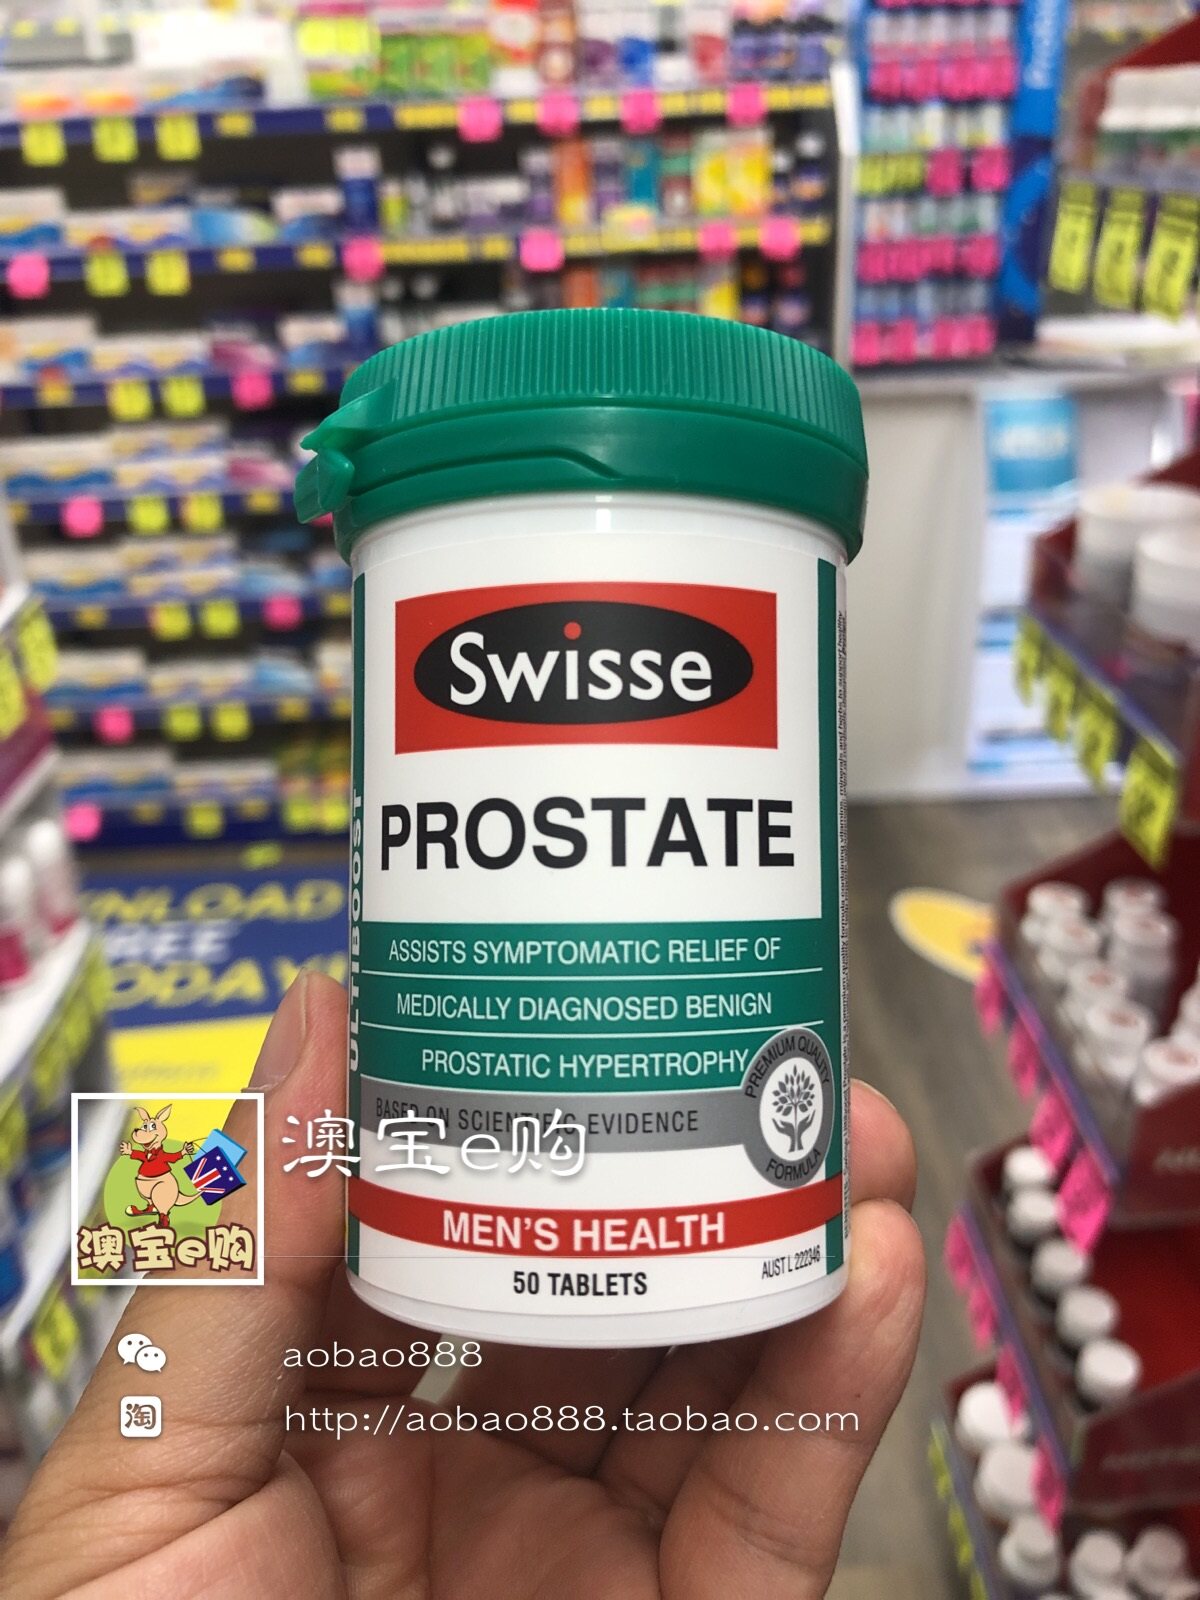 Swisse
PROSTATE
ULTIBOOST
ASSISTS SYMPTOMATIC RELIEF OF
MEDICALLY DIAGNOSED BENIGN
PROSTATIC HYPERTROPHY
BASED ON SCIENTIFIC EVIDENCE
PREMIUM QUALITY
FORMULA
MEN'S HEALTH
50 TABLETS
AUST L 222346
澳宝e购
澳宝e购
aobao888
淘
http://aobao888.taobao.com